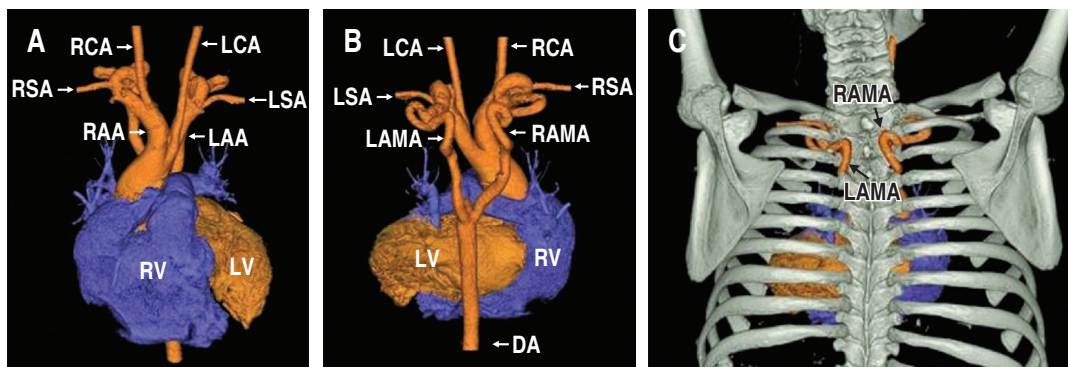 A
RCA→
←LCA
RSA→
←LSA
RAA→
←LAA
RV
LV
B
LCA→
←RCA
LSA→
←RSA
LAMA→
←RAMA
LV
RV
←DA
C
RAMA
LAMA